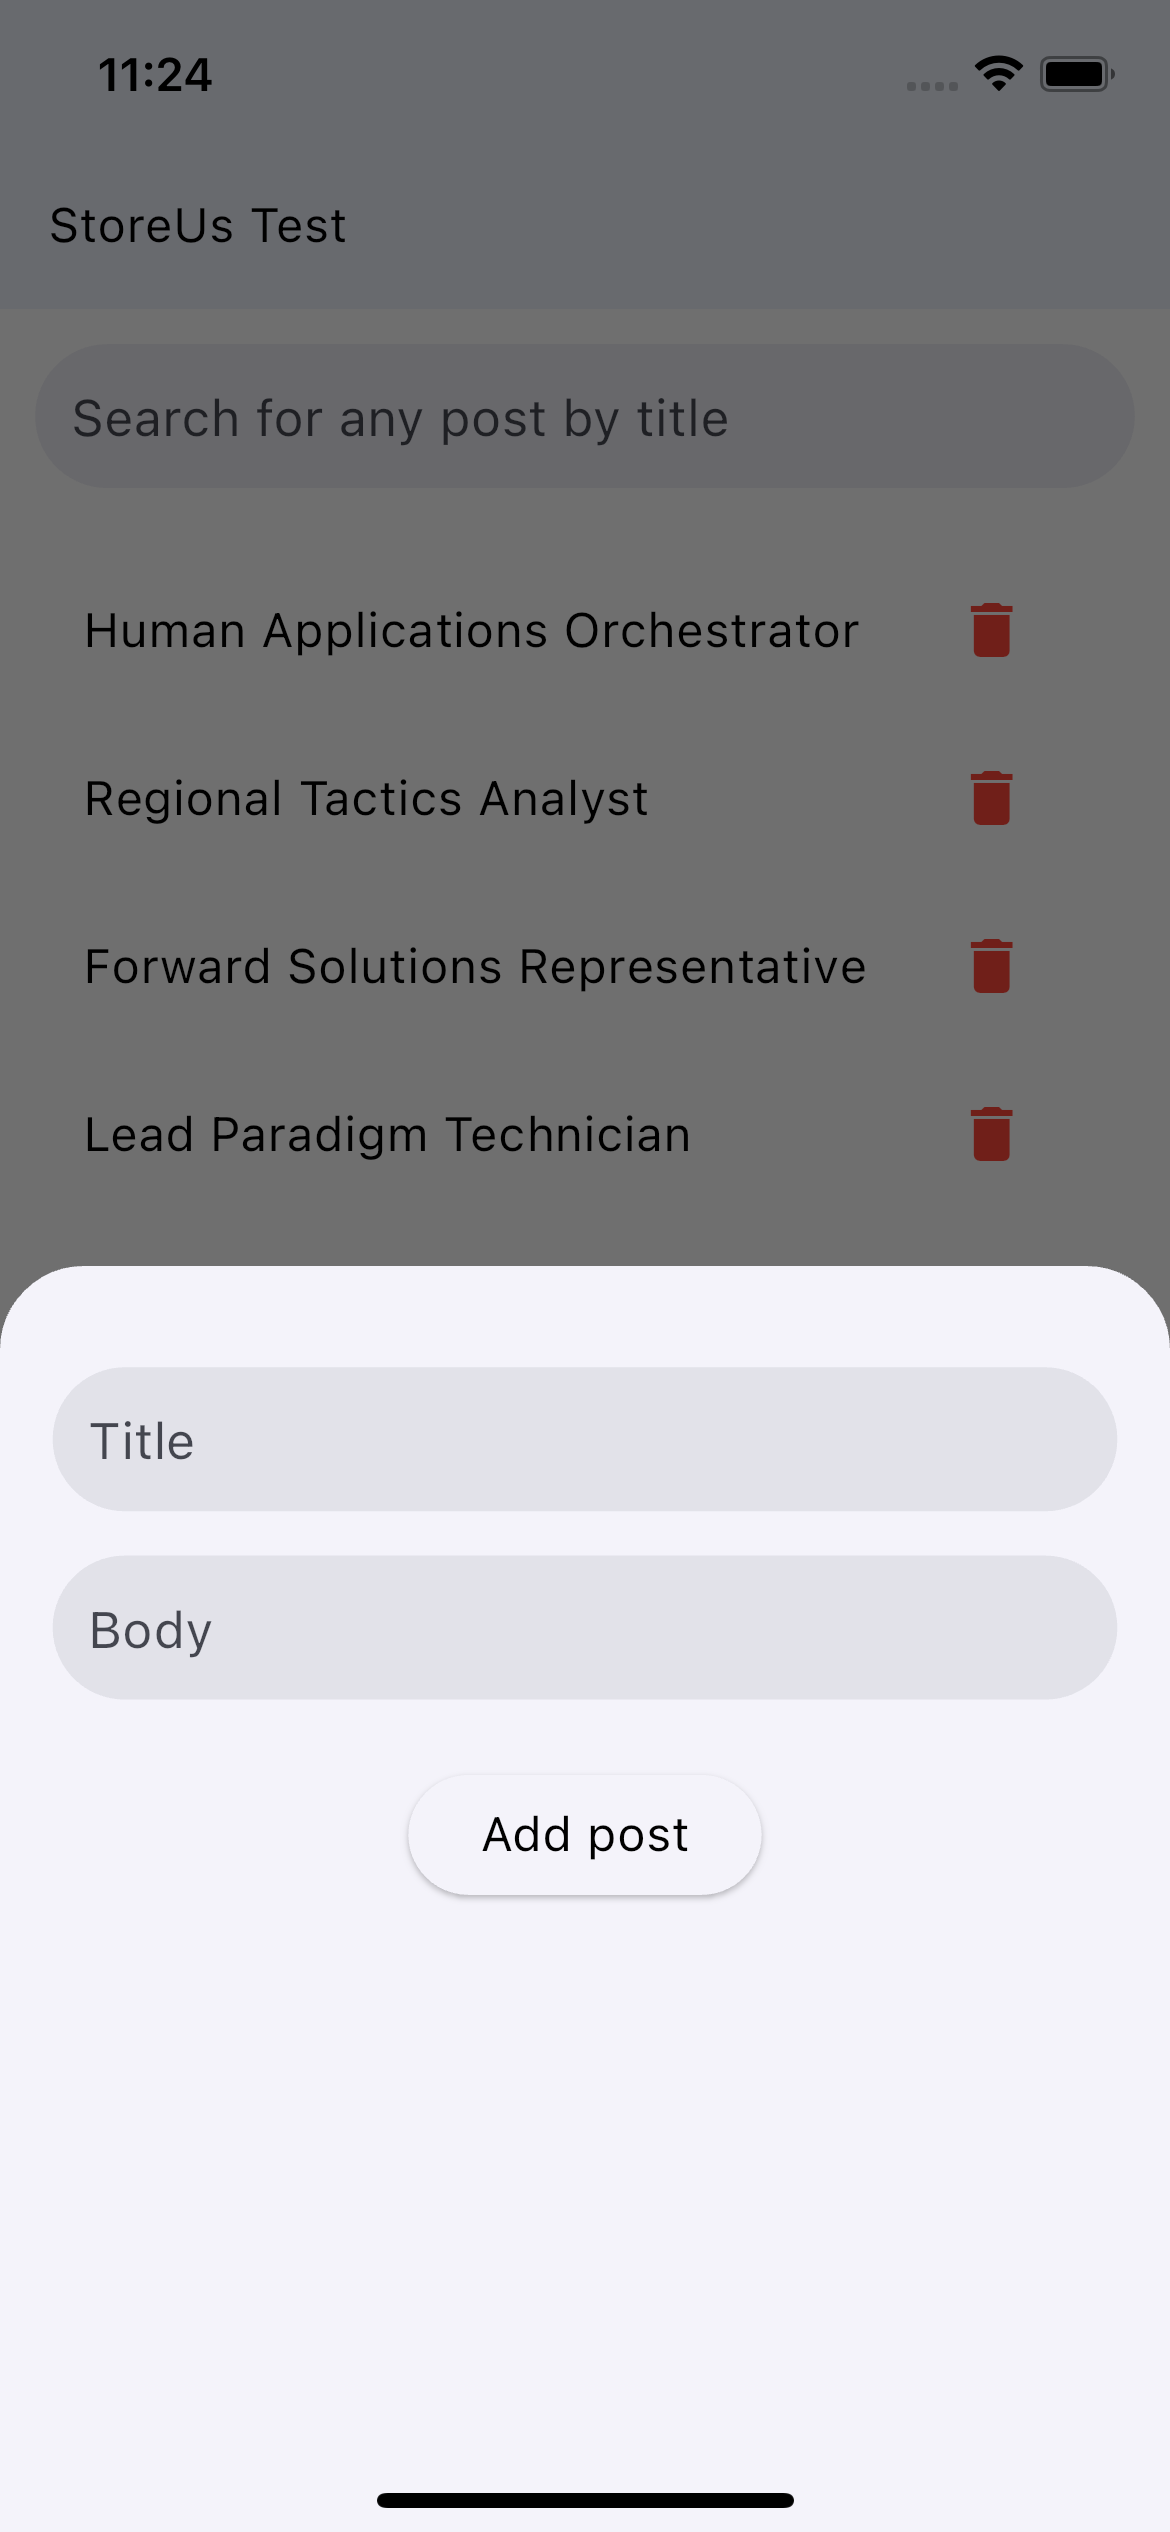 11:24
StoreUs Test
Search for any post by title
Human Applications Orchestrator
Regional Tactics Analyst
Forward Solutions Representative
Lead Paradigm Technician
Title
Body
Add post